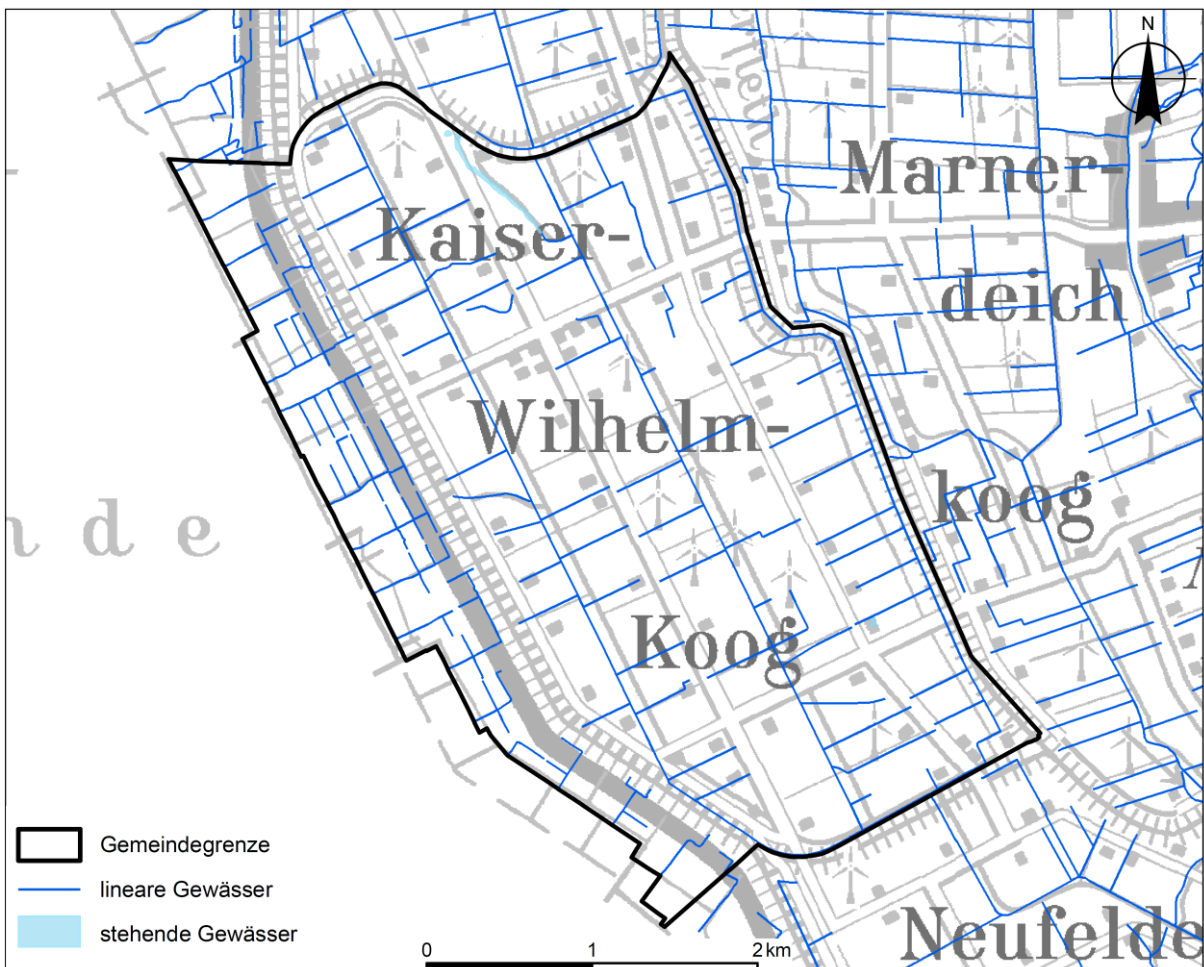 N
Marner-
Kaiser-
deich
Wilhelm-
koog
n d e
Koog
Gemeindegrenze
lineare Gewässer
stehende Gewässer
0 1 2 km
Neufelde